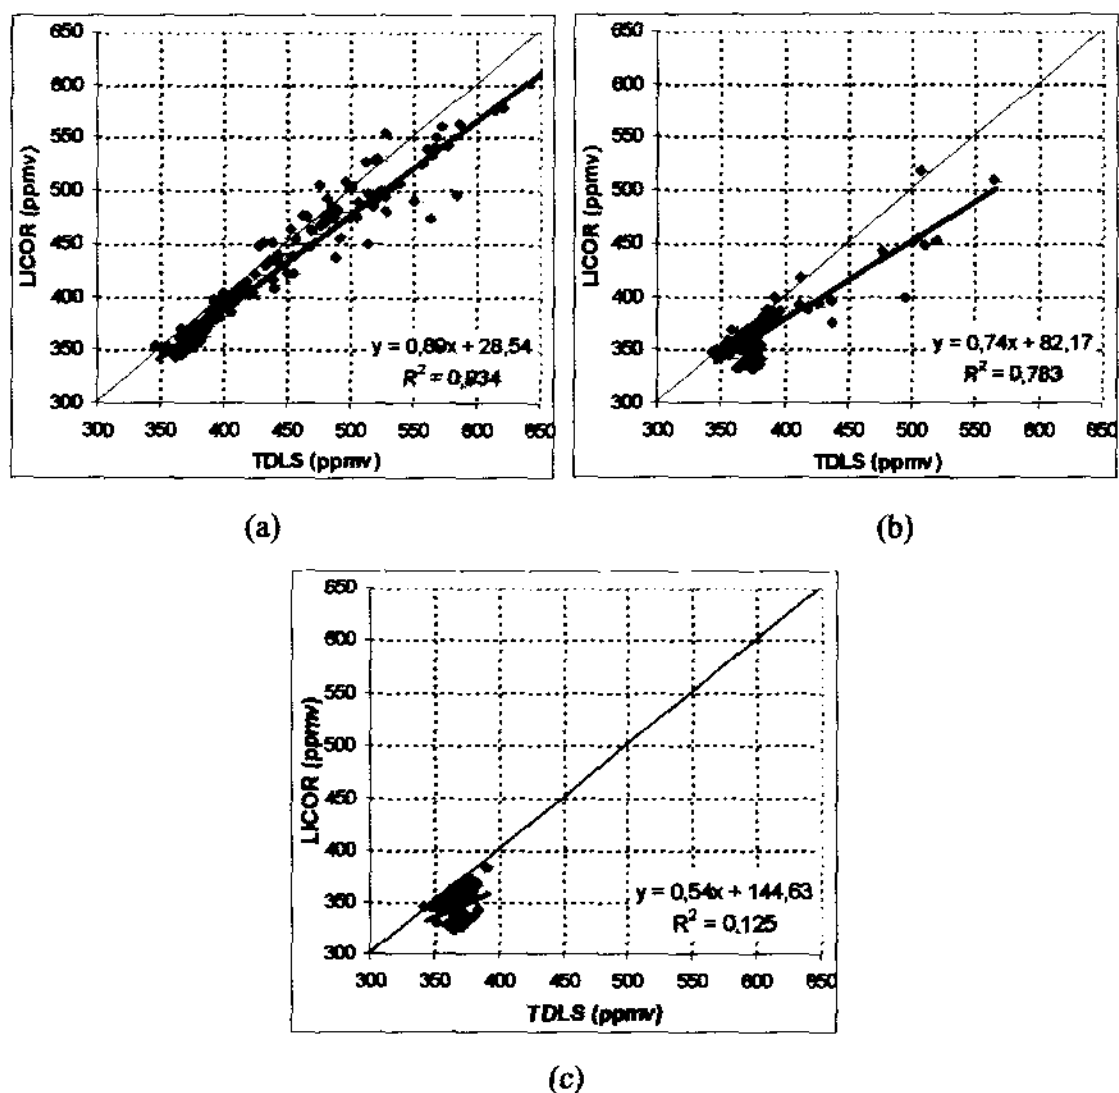 650
600
550
500
450
400
350
300
LICOR (ppmv)
y = 0,89x + 28,54
R² = 0,934
300 350 400 450 500 550 600 650
TDLS (ppmv)
(a)
650
600
550
500
450
400
350
300
LICOR (ppmv)
y = 0,74x + 82,17
R² = 0,783
300 350 400 450 500 550 600 650
TDLS (ppmv)
(b)
650
600
550
500
450
400
350
300
LICOR (ppmv)
y = 0,54x + 144,63
R² = 0,125
300 350 400 450 500 550 600 650
TDLS (ppmv)
(c)